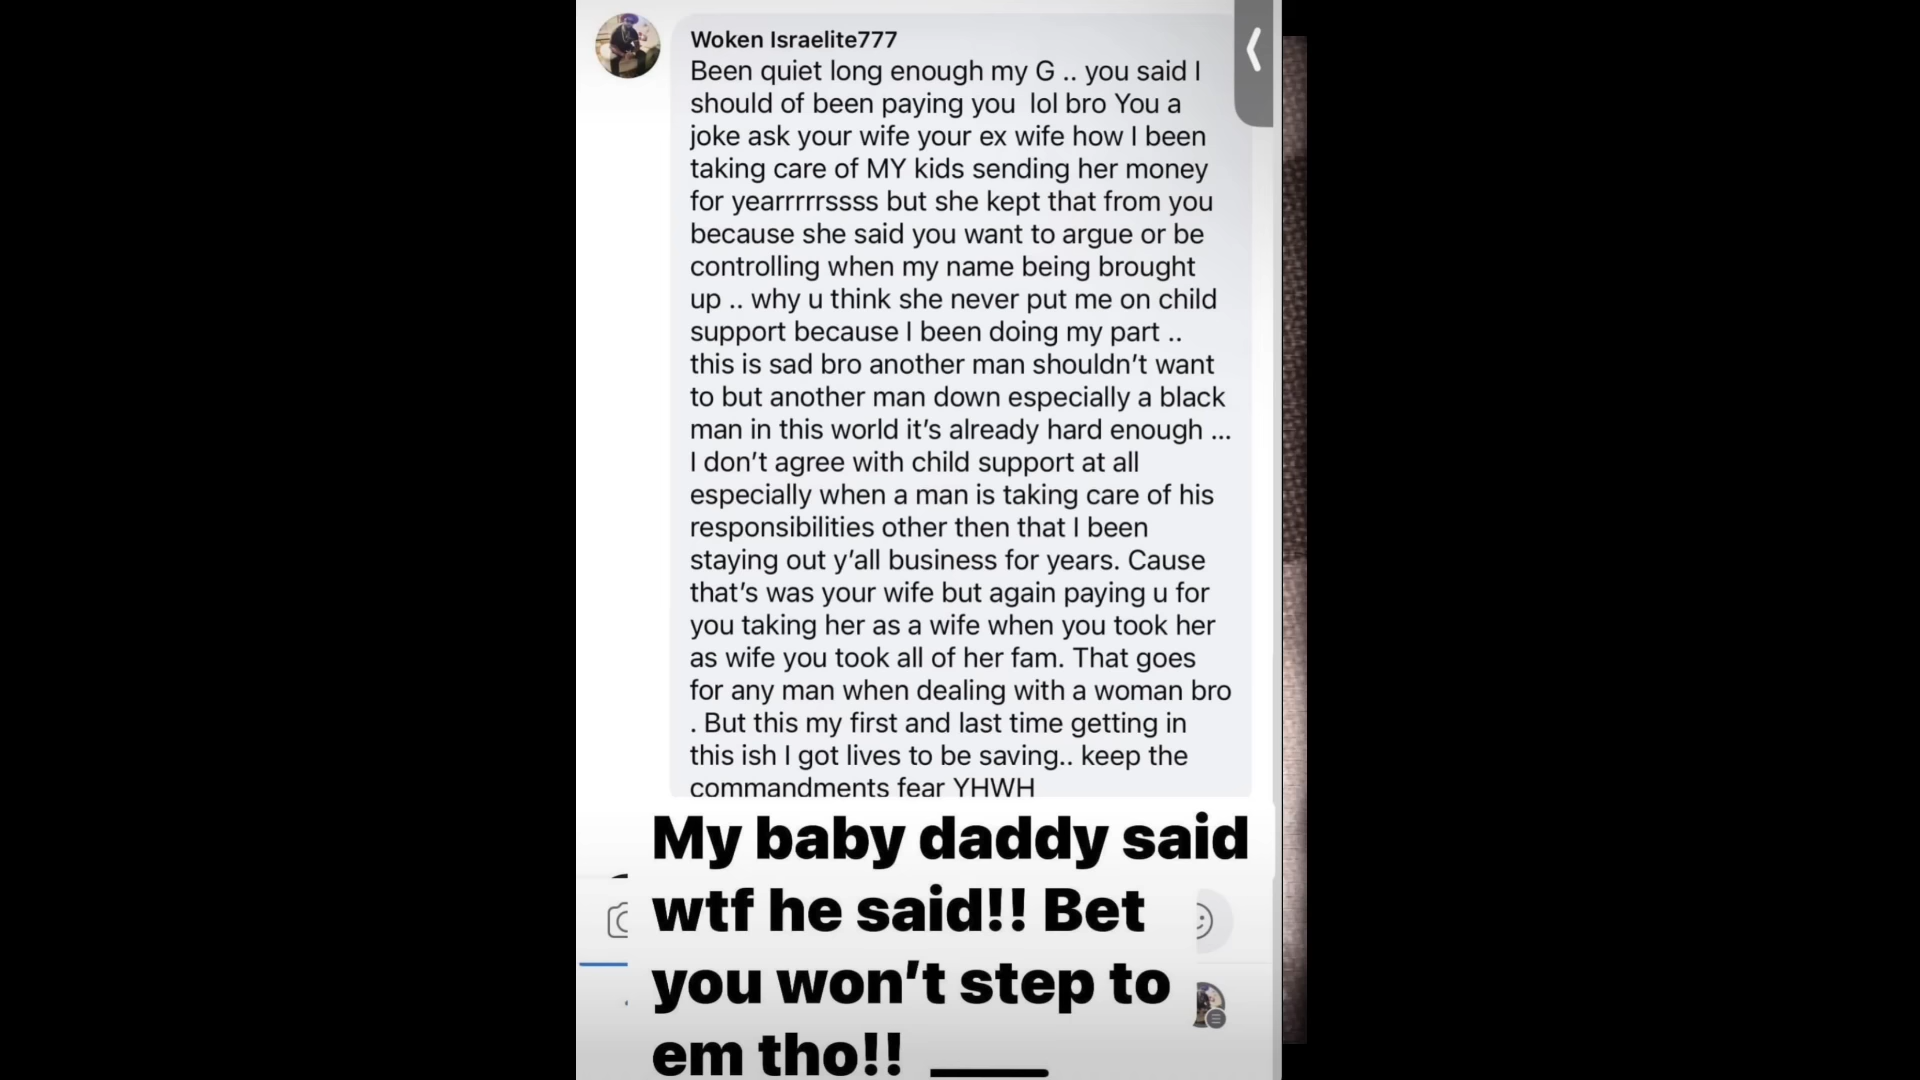 Woken Israelite777
Been quiet long enough my G .. you said I
should of been paying you  lol bro You a
joke ask your wife your ex wife how I been
taking care of MY kids sending her money
for yearrrrrssss but she kept that from you
because she said you want to argue or be
controlling when my name being brought
up .. why u think she never put me on child
support because I been doing my part ..
this is sad bro another man shouldn't want
to but another man down especially a black
man in this world it's already hard enough ...
I don't agree with child support at all
especially when a man is taking care of his
responsibilities other then that I been
staying out y'all business for years. Cause
that's was your wife but again paying u for
you taking her as a wife when you took her
as wife you took all of her fam. That goes
for any man when dealing with a woman bro
. But this my first and last time getting in
this ish I got lives to be saving.. keep the
commandments fear YHWH
My baby daddy said
wtf he said!! Bet
you won't step to
em tho!!